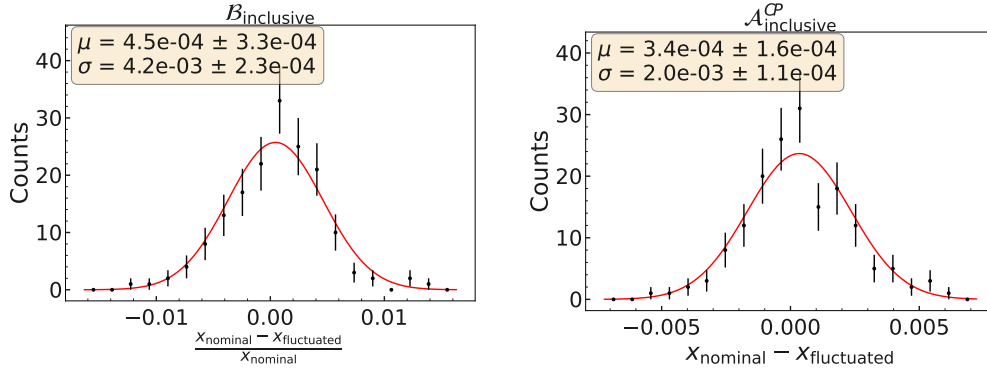 𝓑inclusive
μ = 4.5e-04 ± 3.3e-04
σ = 4.2e-03 ± 2.3e-04
40
30
20
10
0
Counts
−0.01
0.00
0.01
xnominal − xfluctuated
xnominal
𝒜CPinclusive
μ = 3.4e-04 ± 1.6e-04
σ = 2.0e-03 ± 1.1e-04
40
30
20
10
0
Counts
−0.005
0.000
0.005
xnominal − xfluctuated